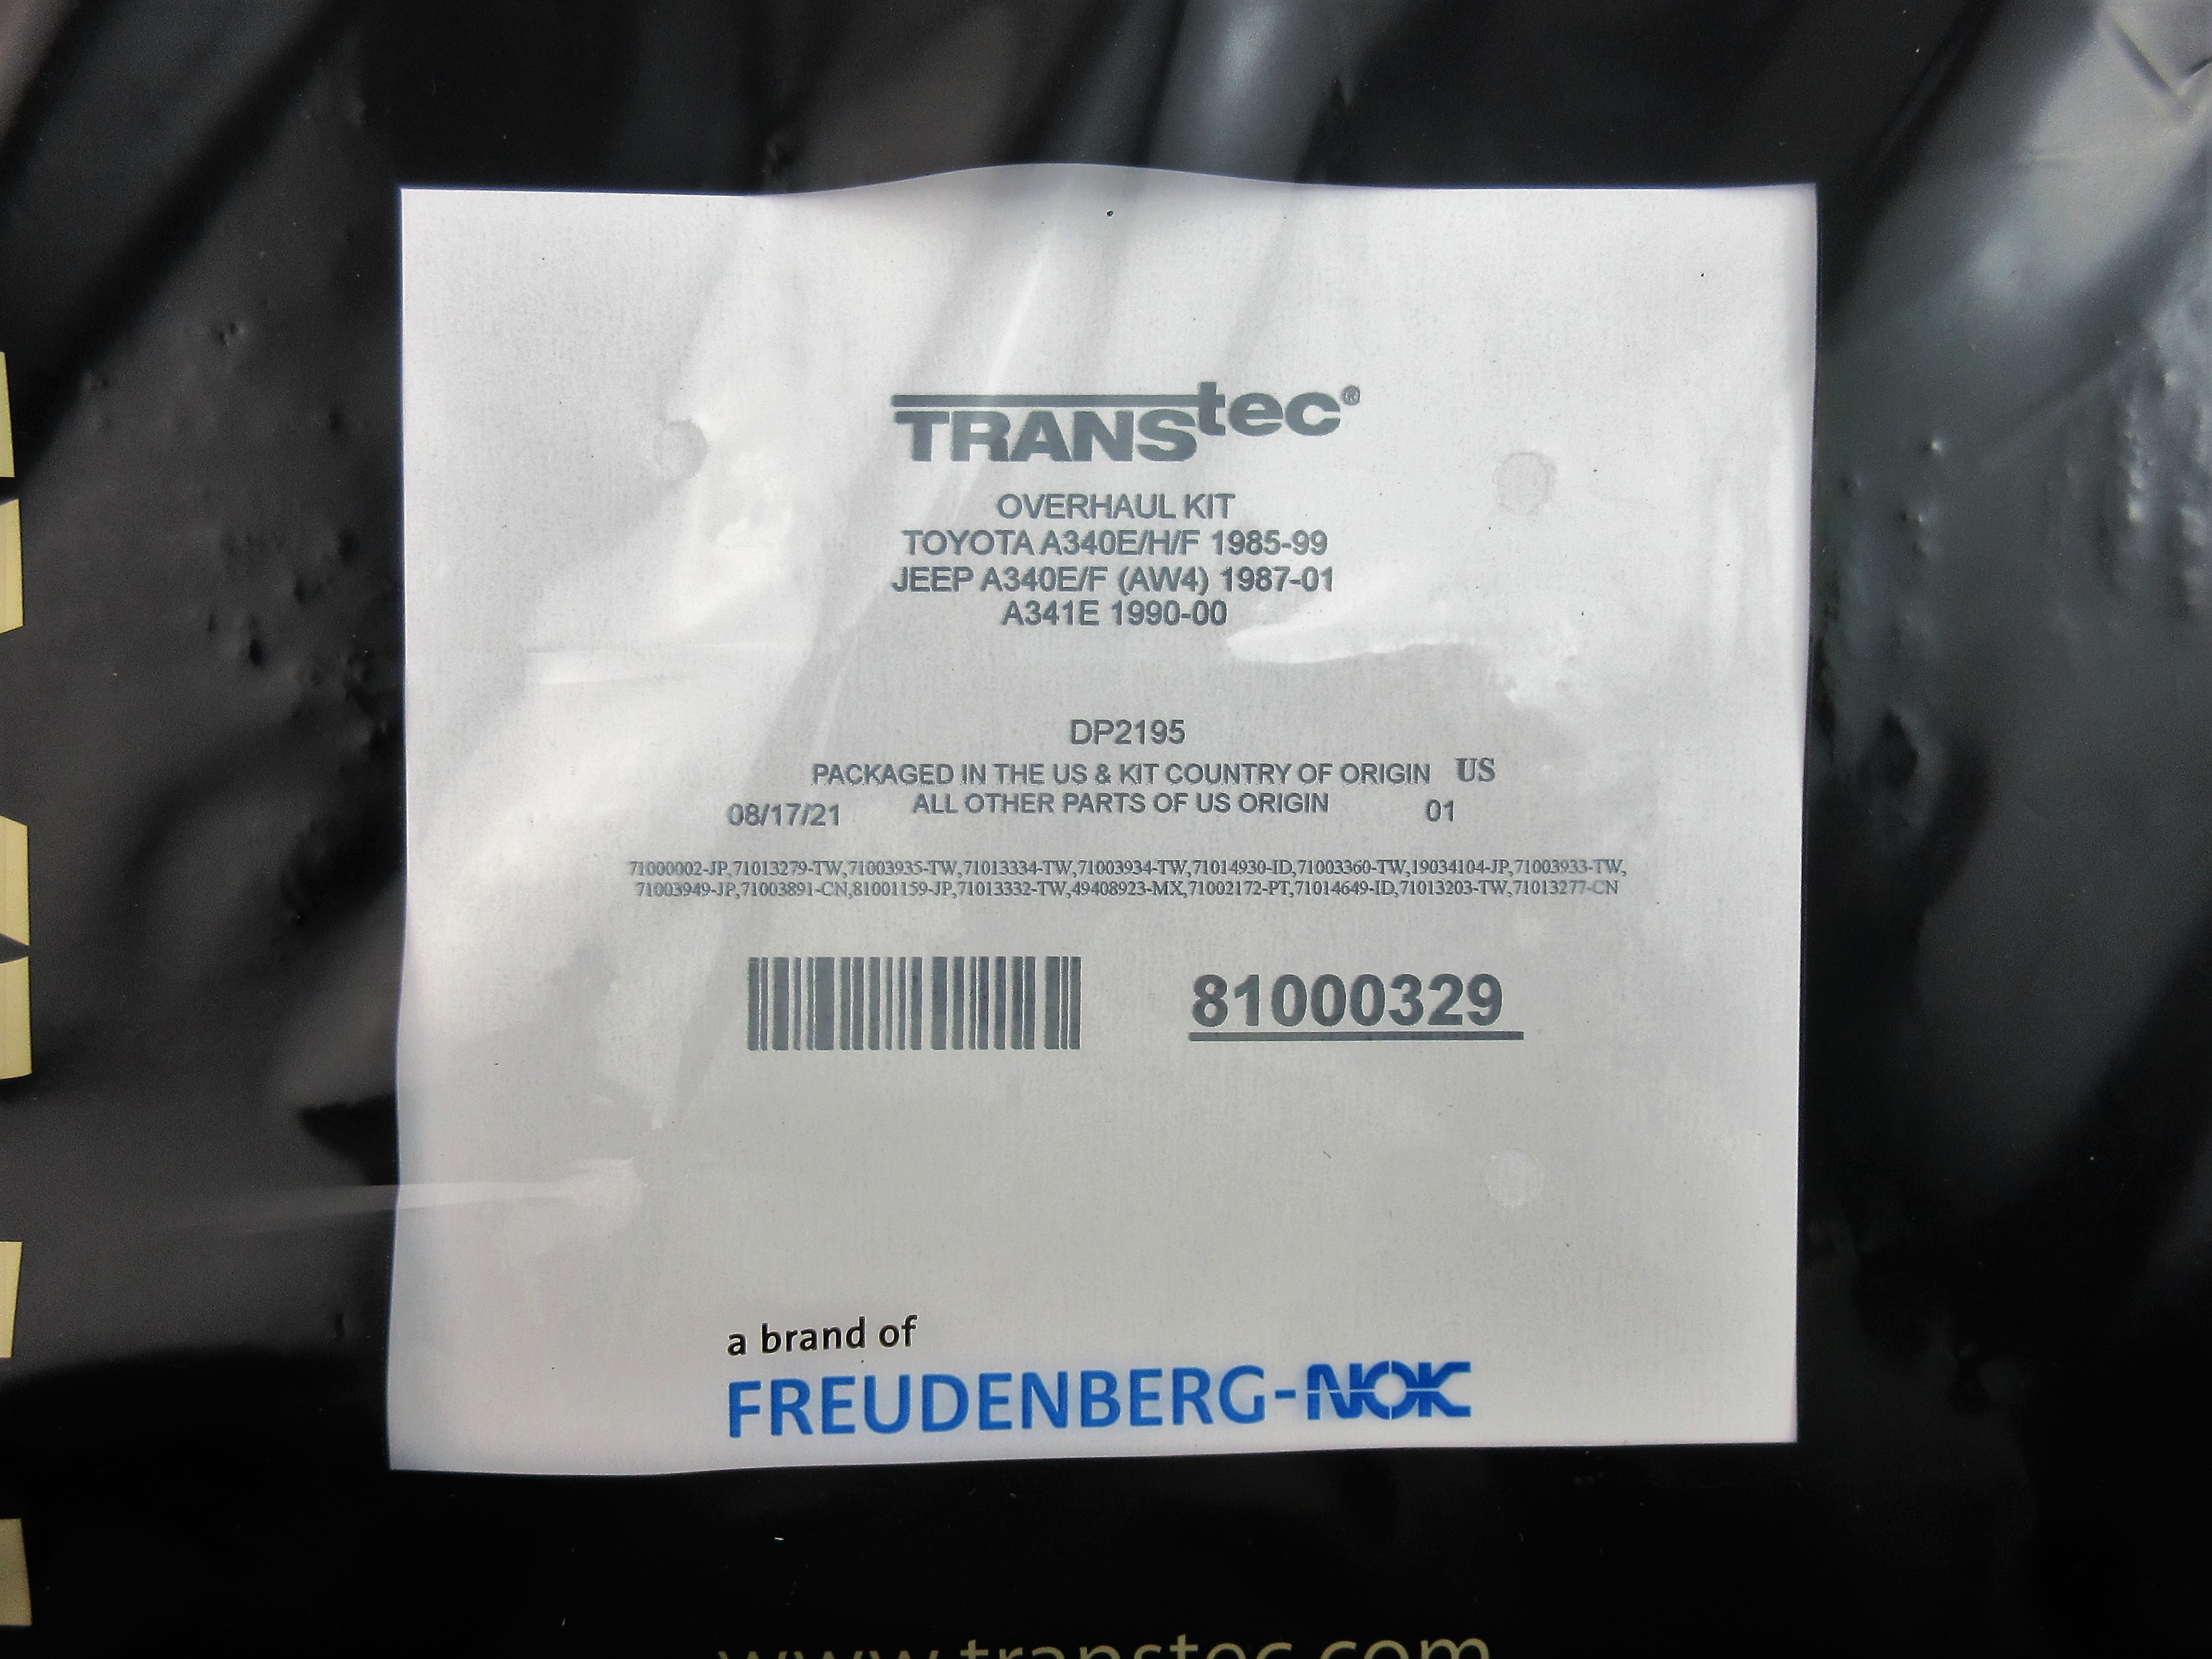 TRANStec®
OVERHAUL KIT
TOYOTA A340E/H/F 1985-99
JEEP A340E/F (AW4) 1987-01
A341E 1990-00
DP2195
PACKAGED IN THE US & KIT COUNTRY OF ORIGIN US
08/17/21 ALL OTHER PARTS OF US ORIGIN 01
71000002-JP,71013279-TW,71003935-TW,71013334-TW,71003934-TW,71014930-ID,71003360-TW,19034104-JP,71003933-TW,
71003949-JP,71003891-CN,81001159-JP,71013332-TW,49408923-MX,71002172-PT,71014649-ID,71013203-TW,71013277-CN
81000329
a brand of
FREUDENBERG-NOK
www.transtec.com